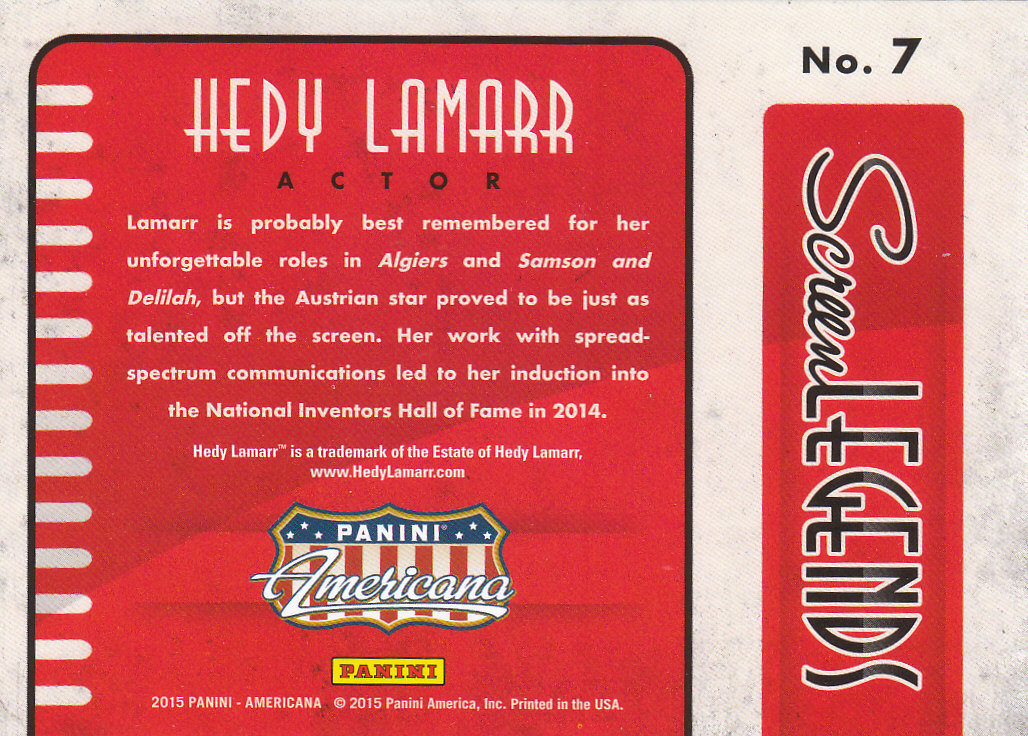 No. 7
HEDY LAMARR
ACTOR
Lamarr is probably best remembered for her
unforgettable roles in Algiers and Samson and
Delilah, but the Austrian star proved to be just as
talented off the screen. Her work with spread-
spectrum communications led to her induction into
the National Inventors Hall of Fame in 2014.
Hedy Lamarr™ is a trademark of the Estate of Hedy Lamarr,
www.HedyLamarr.com
PANINI®
Americana
PANINI
2015 PANINI - AMERICANA © 2015 Panini America, Inc. Printed in the USA.
Screen LEGENDS